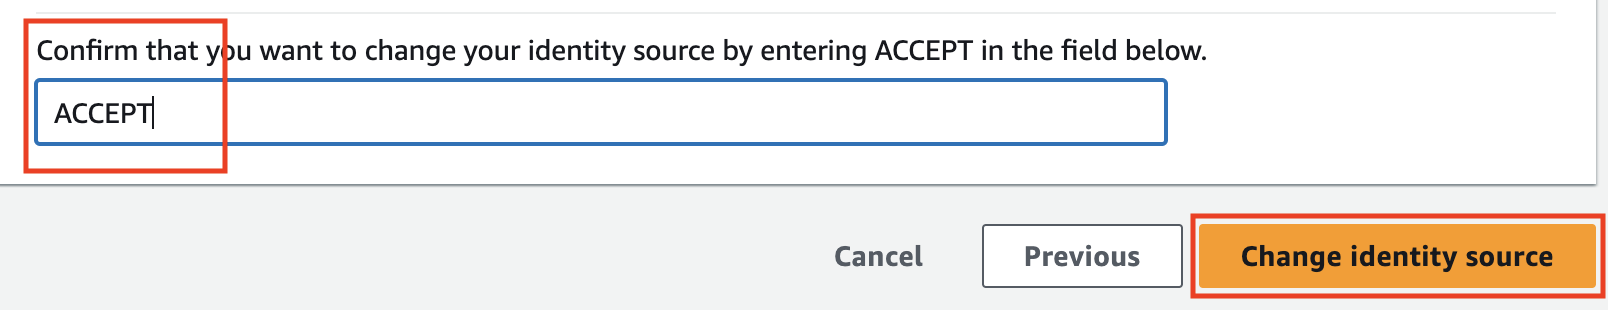 Confirm that you want to change your identity source by entering ACCEPT in the field below.
ACCEPT
Cancel
Previous
Change identity source